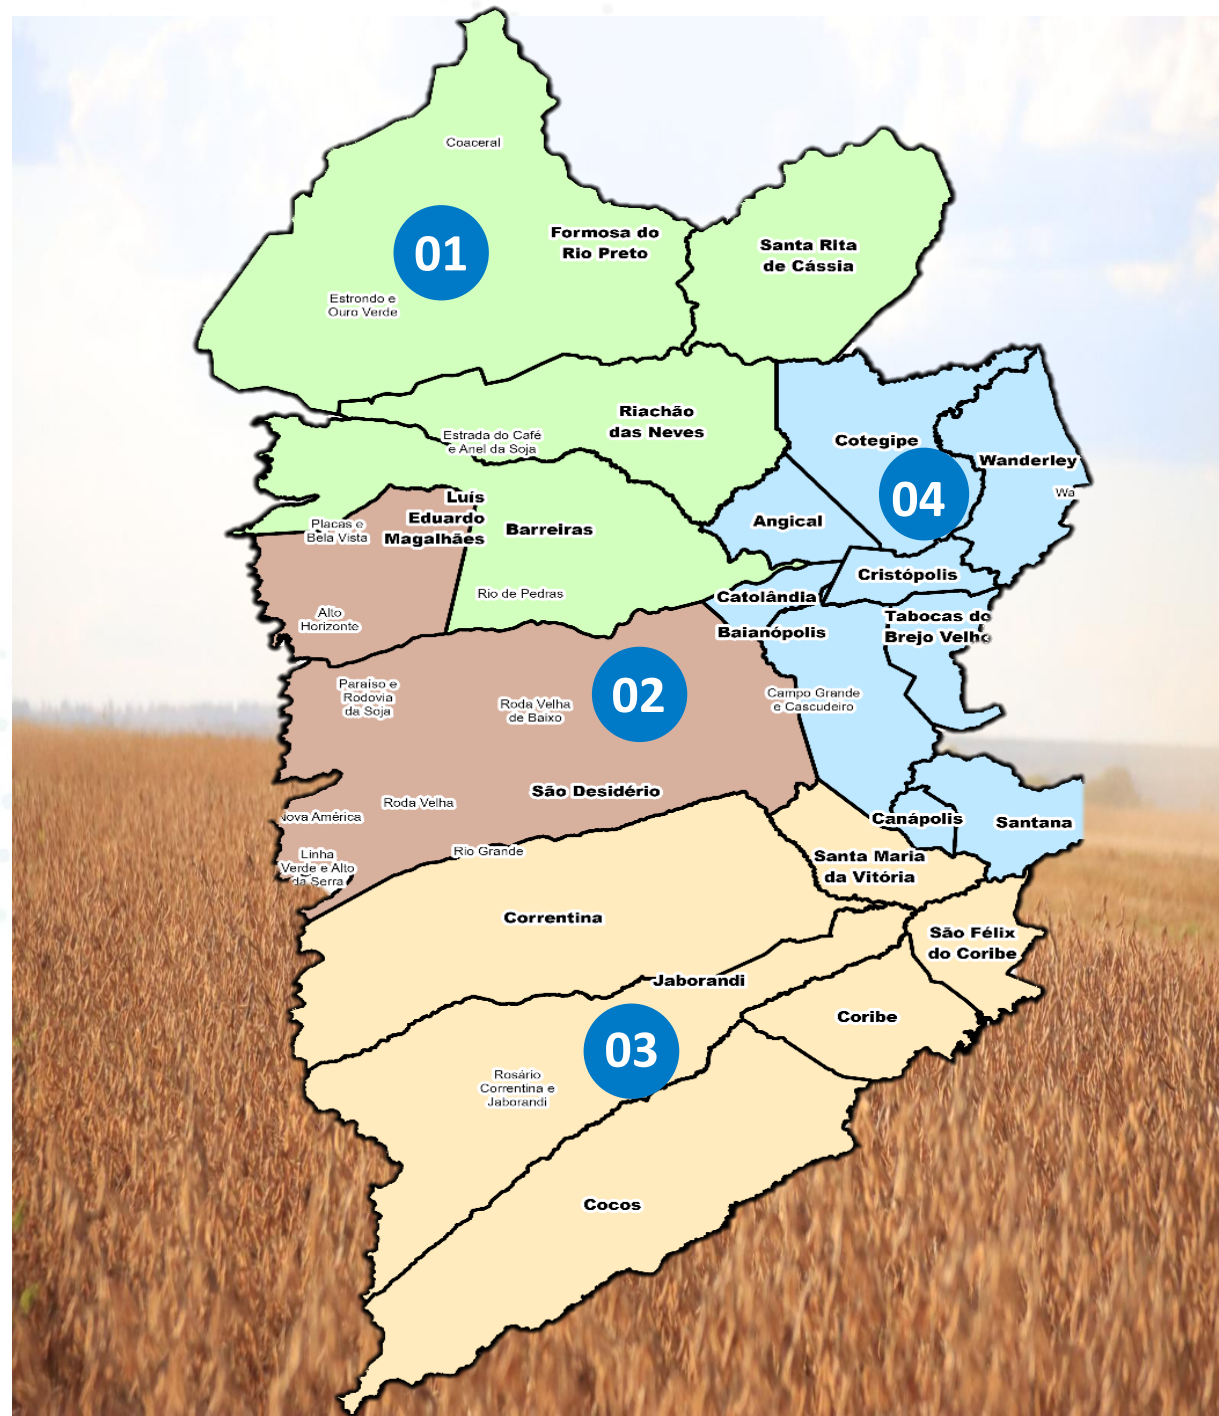 Coaceral
01
Formosa do
Rio Preto
Santa Rita
de Cássia
Estrondo e
Ouro Verde
Riachão
das Neves
Estrada do Café
e Anel da Soja
Cotegipe
Wanderley
04
Wa
Luís
Eduardo
Magalhães
Placas e
Bela Vista
Barreiras
Angical
Cristópolis
Rio de Pedras
Catolândia
Alto
Horizonte
Baianópolis
Tabocas do
Brejo Velho
02
Paraíso e
Rodovia
da Soja
Roda Velha
de Baixo
Campo Grande
e Cascudeiro
São Desidério
Roda Velha
Nova América
Canápolis
Santana
Rio Grande
Linha
Verde e Alto
da Serra
Santa Maria
da Vitória
Correntina
São Félix
do Coribe
Jaborandi
Coribe
03
Rosário
Correntina e
Jaborandi
Cocos